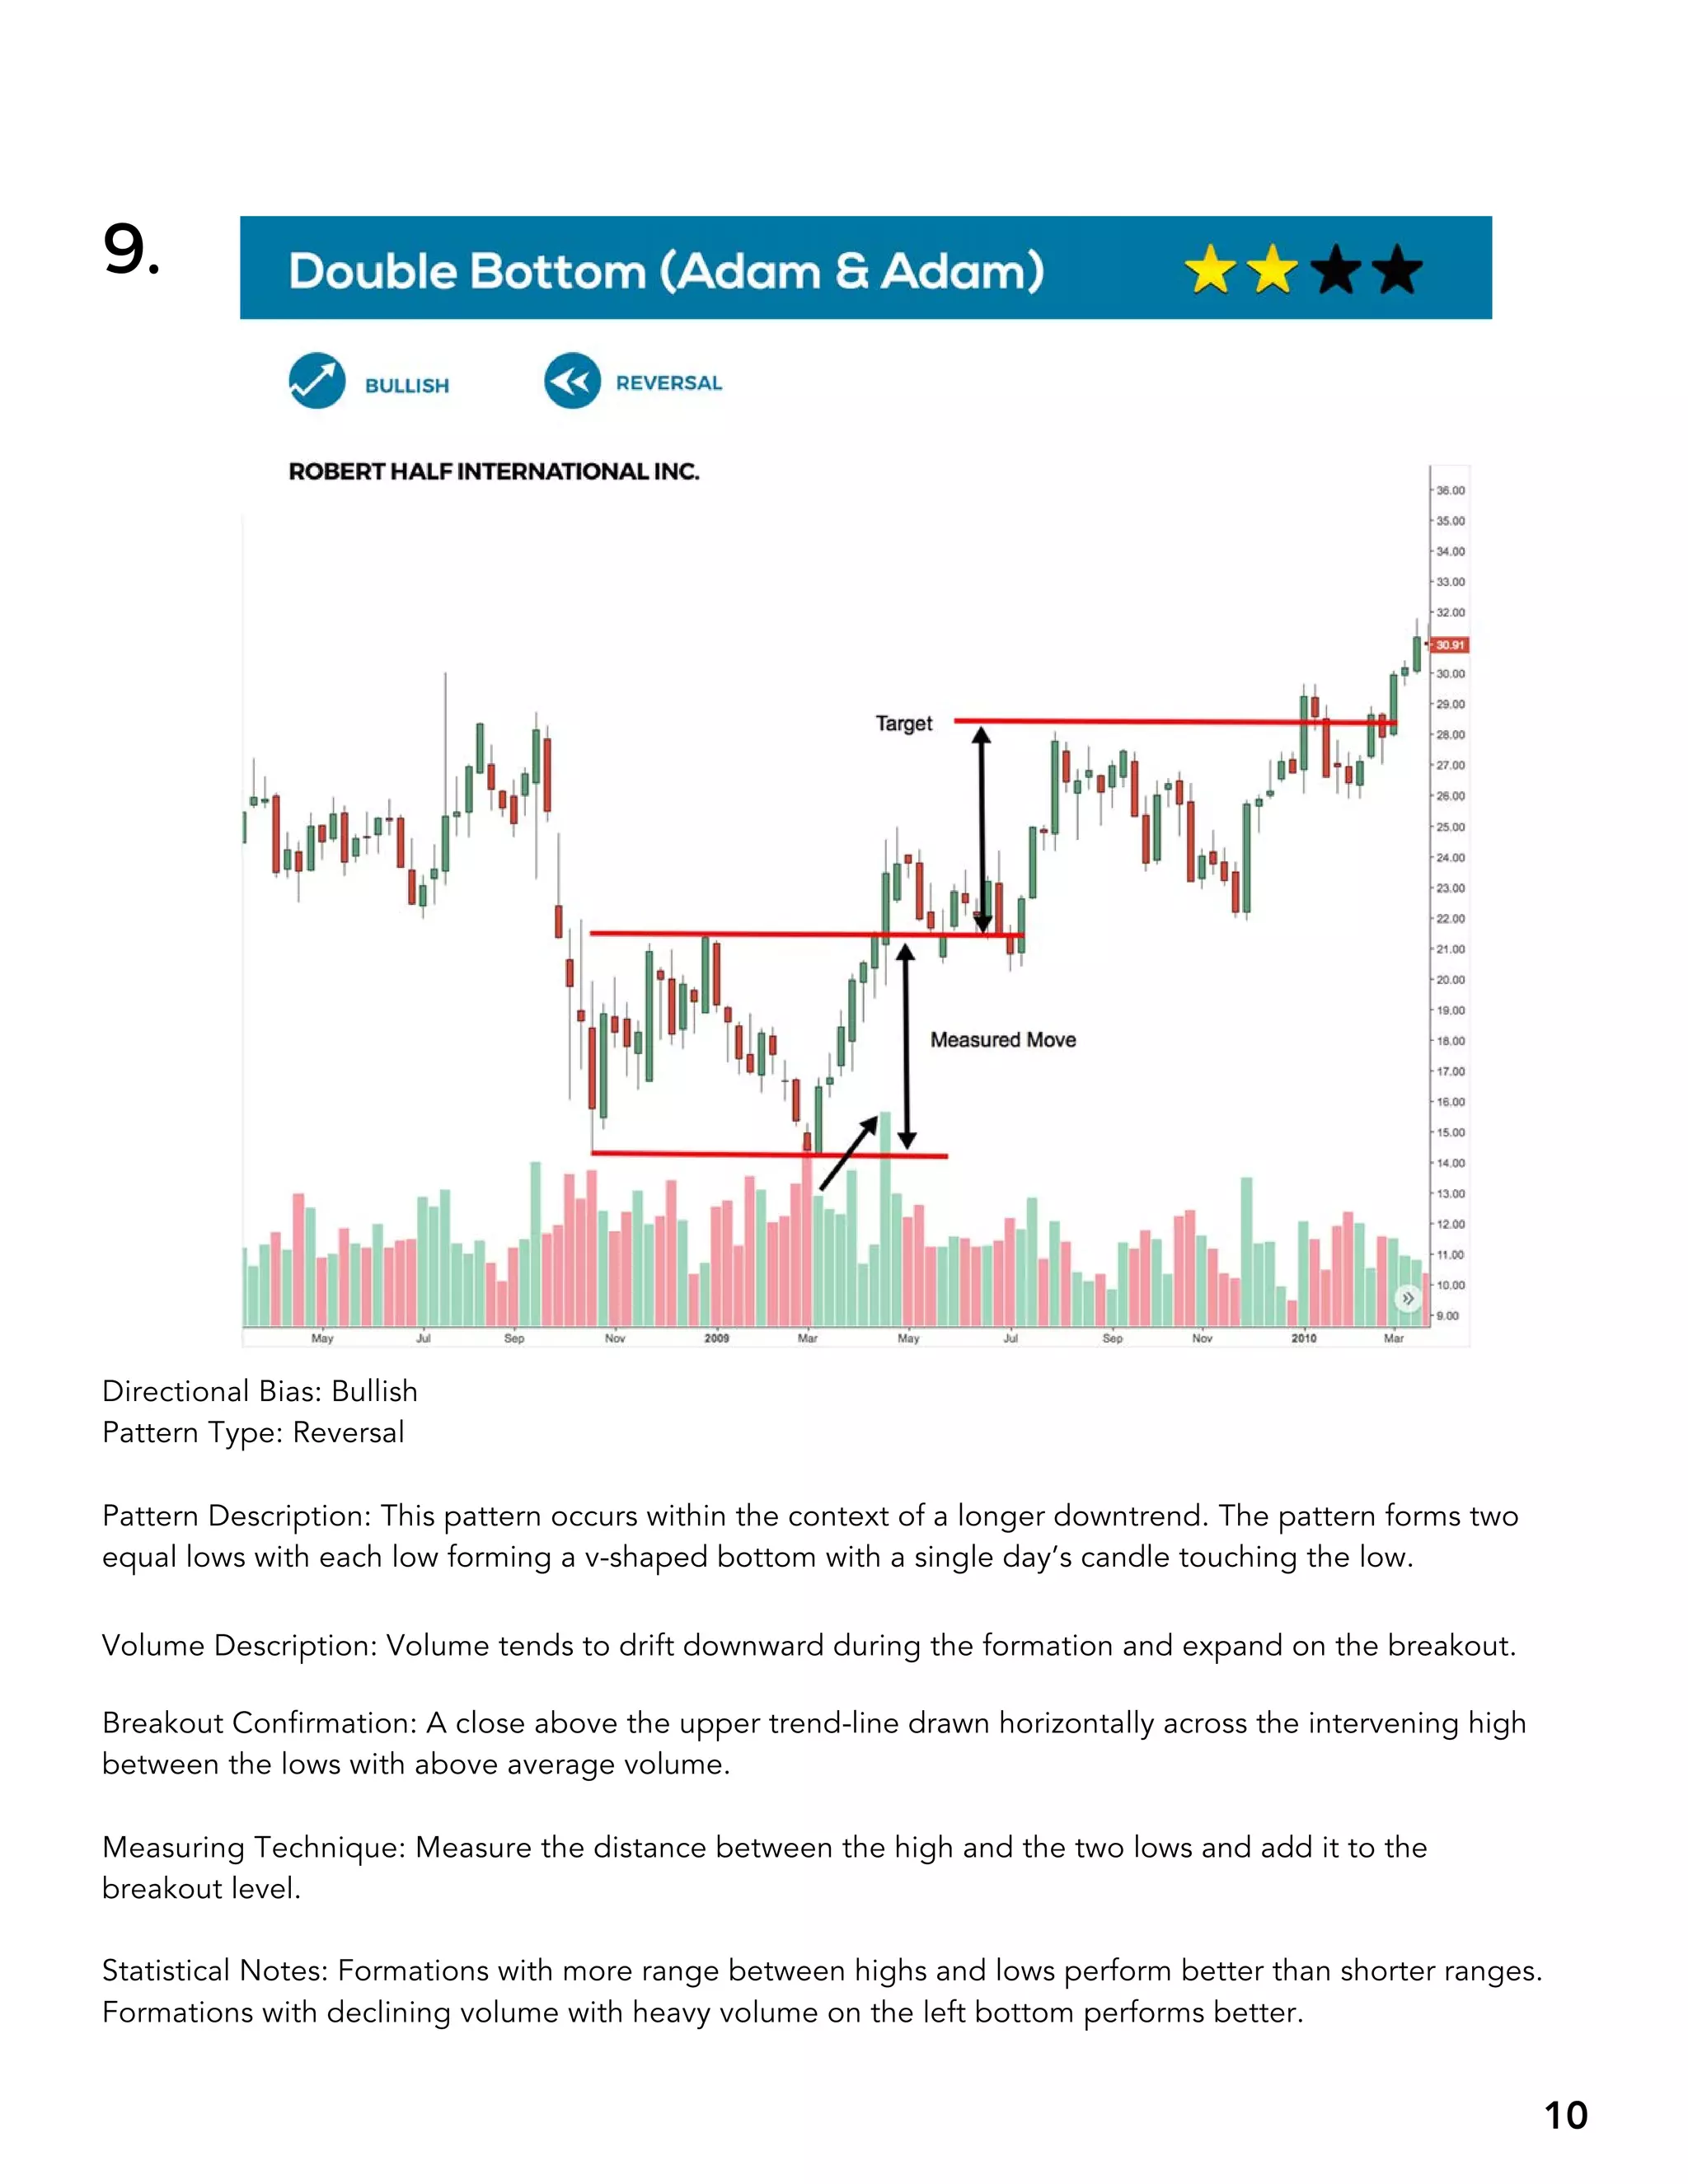 9.
Double Bottom (Adam & Adam)
BULLISH
REVERSAL
ROBERT HALF INTERNATIONAL INC.
36.00
35.00
34.00
33.00
32.00
30.91
30.00
29.00
28.00
27.00
26.00
25.00
24.00
23.00
22.00
21.00
20.00
19.00
18.00
17.00
16.00
15.00
14.00
13.00
12.00
11.00
10.00
9.00
Target
Measured Move
May Jul Sep Nov 2009 Mar May Jul Sep Nov 2010 Mar
Directional Bias: Bullish
Pattern Type: Reversal
Pattern Description: This pattern occurs within the context of a longer downtrend. The pattern forms two
equal lows with each low forming a v-shaped bottom with a single day’s candle touching the low.
Volume Description: Volume tends to drift downward during the formation and expand on the breakout.
Breakout Confirmation: A close above the upper trend-line drawn horizontally across the intervening high
between the lows with above average volume.
Measuring Technique: Measure the distance between the high and the two lows and add it to the
breakout level.
Statistical Notes: Formations with more range between highs and lows perform better than shorter ranges.
Formations with declining volume with heavy volume on the left bottom performs better.
10